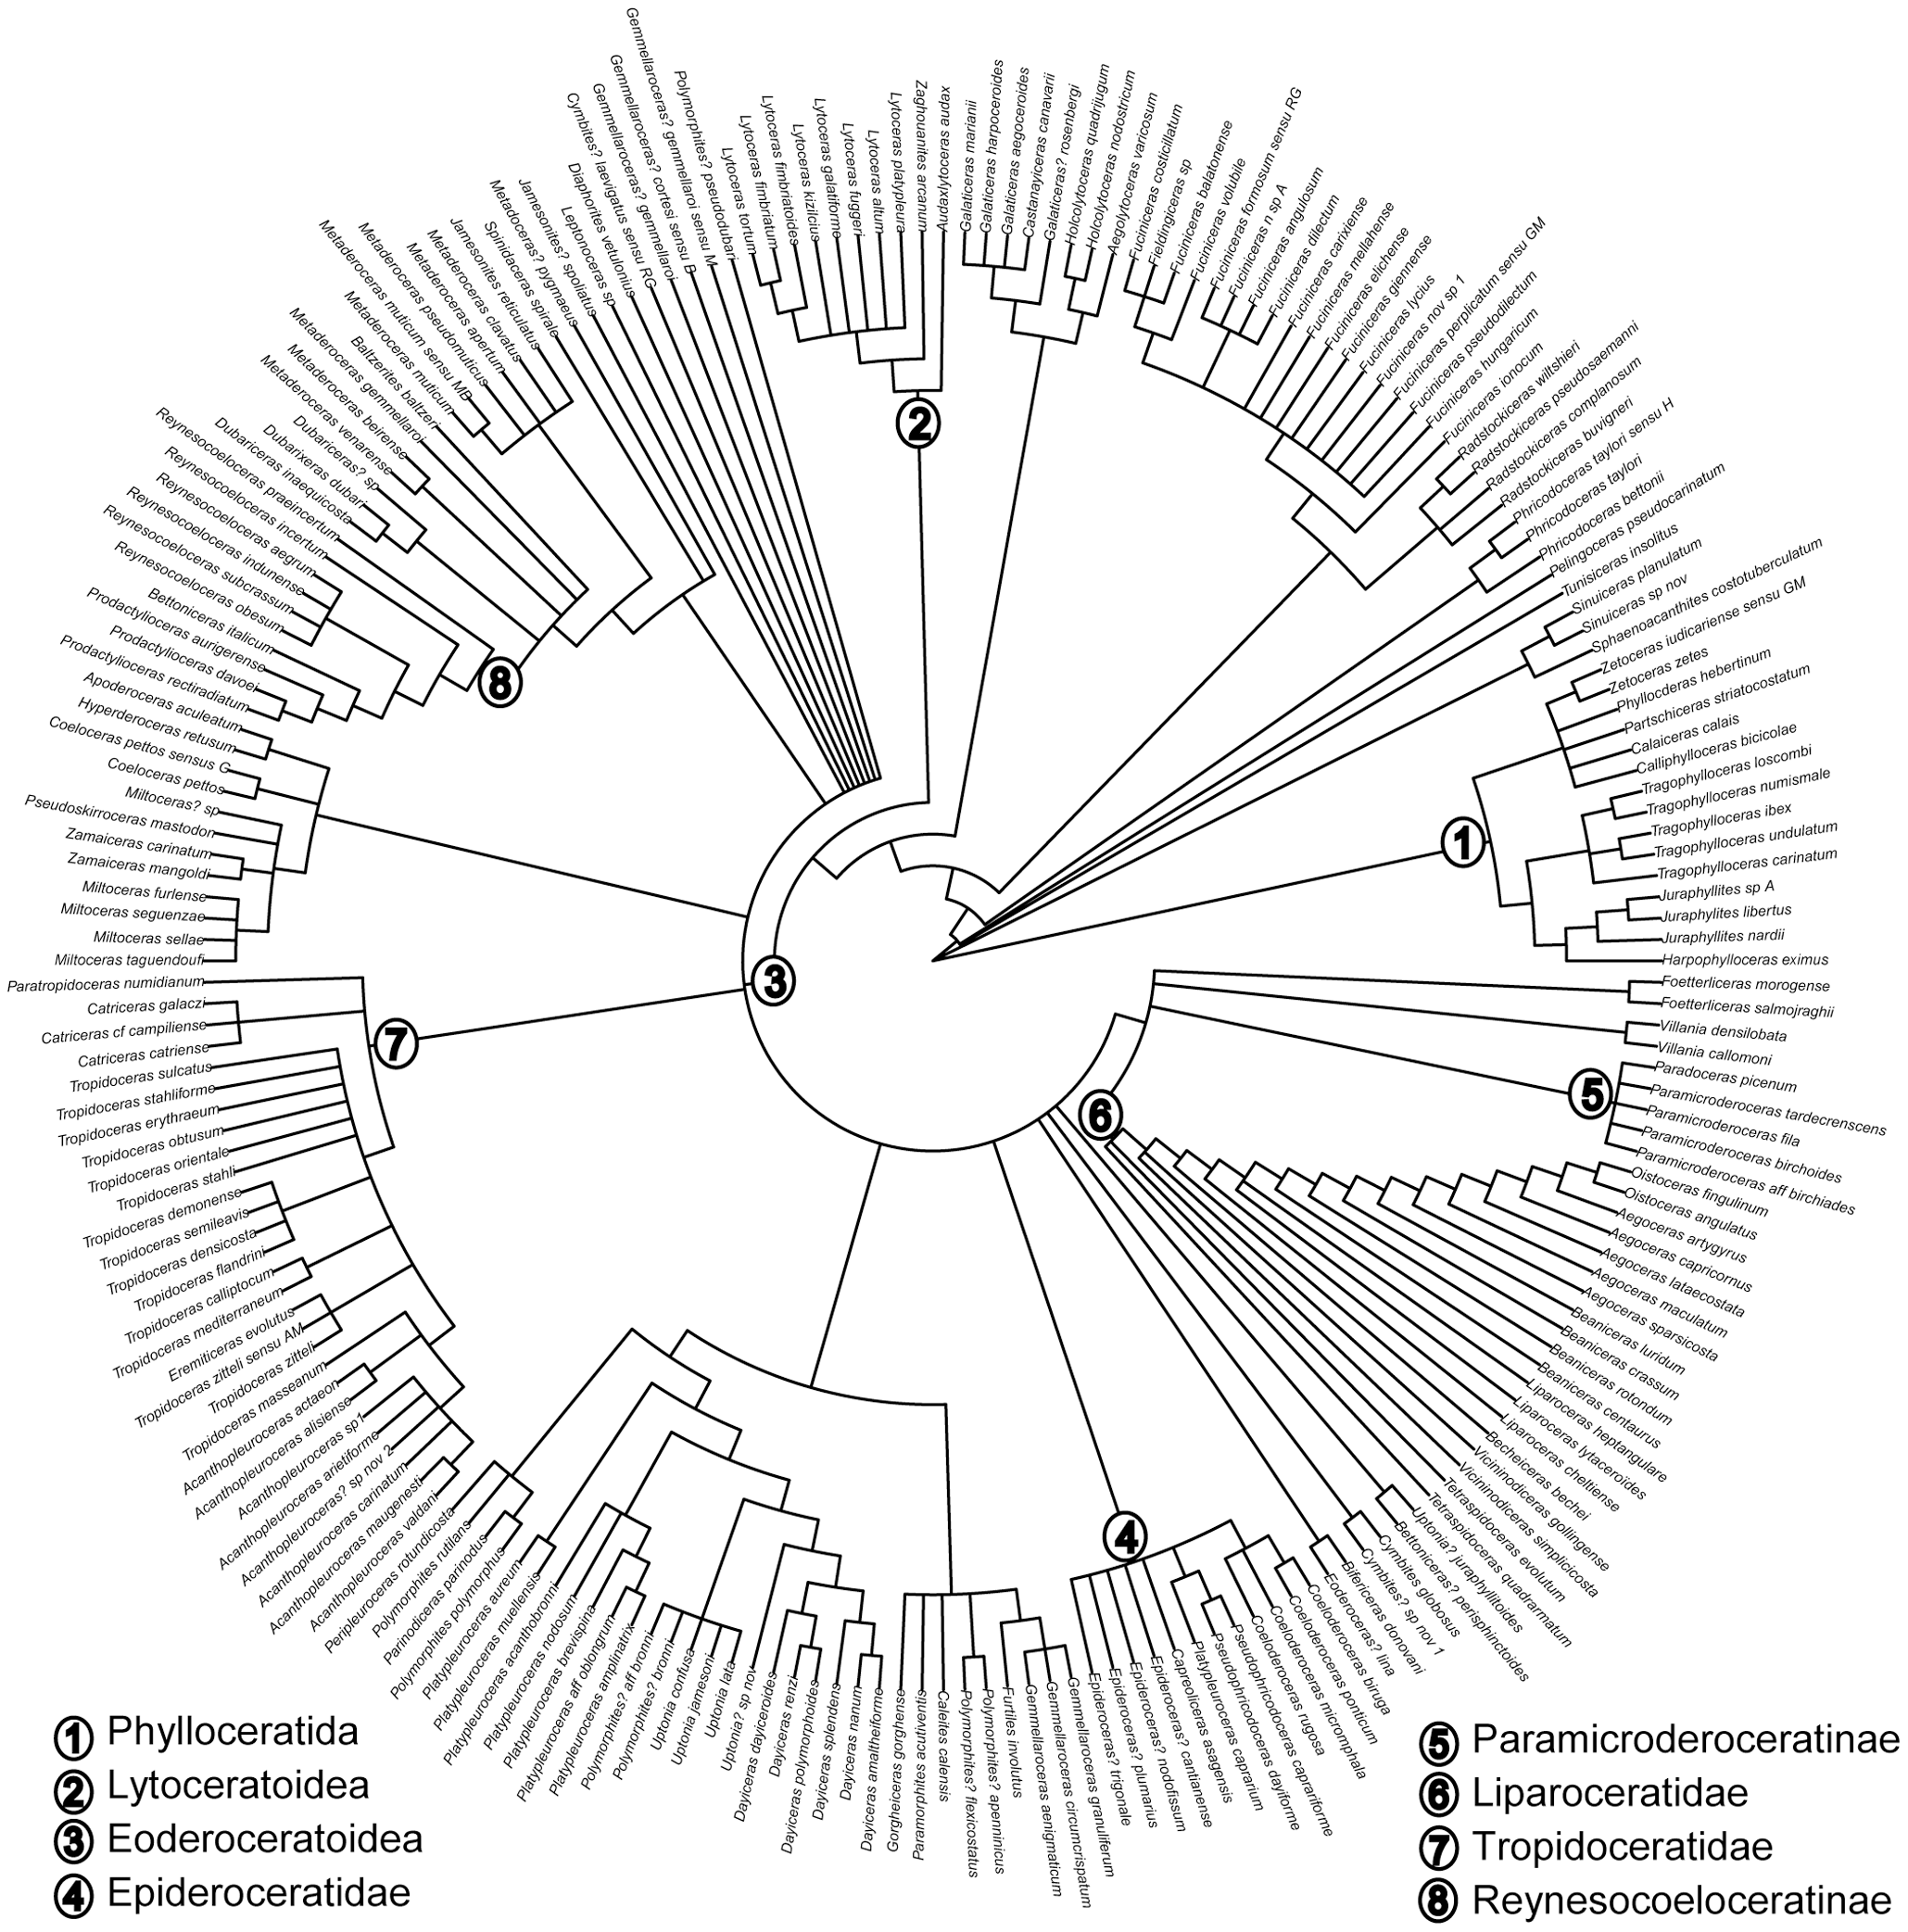 Galaticeras marianii
Galaticeras harpoceroides
Galaticeras aegoceroides
Castanayiceras canavarii
Galaticeras? rosenbergi
Holcolytoceras quadrijugum
Holcolytoceras nodostricum
Aegolytoceras varicosum
Fuciniceras costicillatum
Fieldingiceras sp
Fuciniceras balatonense
Fuciniceras volubile
Fuciniceras formosum sensu RG
Fuciniceras n sp A
Fuciniceras angulosum
Fuciniceras dilectum
Fuciniceras carixiense
Fuciniceras mellahense
Fuciniceras elichense
Fuciniceras glennense
Fuciniceras lycius
Fuciniceras nov sp 1
Fuciniceras perplicatum sensu GM
Fuciniceras pseudodilectum
Fuciniceras hungaricum
Fuciniceras ionocum
Radstockiceras wiltshieri
Radstockiceras pseudosaemanni
Radstockiceras complanosum
Radstockiceras buvigneri
Phricodoceras taylori sensu H
Phricodoceras taylori
Phricodoceras bettonii
Pelingoceras pseudocarinatum
Tunisiceras insolitus
Sinuiceras planulatum
Sinuiceras sp nov
Sphaenoacanthites costotuberculatum
Zetoceras iudicariense sensu GM
Zetoceras zetes
Phyllocderas hebertinum
Partschiceras striatocostatum
Calaiceras calais
Calliphylloceras bicicolae
Tragophylloceras loscombi
Tragophylloceras numismale
Tragophylloceras ibex
Tragophylloceras undulatum
Tragophylloceras carinatum
Juraphyllites sp A
Juraphylites libertus
Juraphyllites nardii
Harpophylloceras eximus
Foetterliceras morogense
Foetterliceras salmojraghii
Villania densilobata
Villania callomoni
Paradoceras picenum
Paramicroderoceras tardecrenscens
Paramicroderoceras fila
Paramicroderoceras birchoides
Paramicroderoceras aff birchiades
Oistoceras fingulinum
Oistoceras angulatus
Aegoceras artygyrus
Aegoceras capricornus
Aegoceras lataecostata
Aegoceras maculatum
Aegoceras sparsicosta
Beaniceras luridum
Beaniceras crassum
Beaniceras rotondum
Beaniceras centaurus
Liparoceras heptangulare
Liparoceras lytaceroides
Liparoceras cheltiense
Becheiceras bechei
Vicininodiceras gollingense
Vicininodiceras simplicicosta
Tetraspidoceras evolutum
Tetraspidoceras quadrarmatum
Uptonia? juraphyllitoides
Bettoniceras? perisphinctoides
Cymbites globosus
Cymbites? sp nov 1
Bifericeras donovani
Eoderoceras? lina
Coeloderoceras biruga
Coeloderoceras ponticum
Coeloderoceras micromphala
Coeloderoceras rugosa
Pseudophricodoceras caprariforme
Pseudophricodoceras dayiforme
Platypleuroceras caprarium
Capreoliceras asagensis
Epideroceras? cantianense
Epideroceras? nodofissum
Epideroceras? plumarius
Epideroceras? trigonale
Gemmellaroceras granuliferum
Gemmellaroceras circumcrispatum
Gemmellaroceras aenigmaticum
Furtiles involutus
Polymorphites? apenninicus
Polymorphites? flexicostatus
Caleites calensis
Paramorphites acutivulvatis
Gorgheiceras gorghense
Dayiceras amaltheiforme
Dayiceras nanum
Dayiceras splendens
Dayiceras polymorphoides
Dayiceras renzi
Dayiceras dayiceroides
Uptonia? sp nov
Uptonia lata
Uptonia jamesoni
Uptonia confusa
Polymorphites? bronni
Polymorphites? aff bronni
Platypleuroceras amplinatrix
Platypleuroceras aff oblongrum
Platypleuroceras brevispina
Platypleuroceras nodosum
Platypleuroceras acanthobronni
Platypleuroceras muellensis
Platypleuroceras aureum
Polymorphites polymorphus
Parinodiceras parinodus
Polymorphites rutilans
Peripleuroceras rotundicosta
Acanthopleuroceras valdani
Acanopleuroceras maugenesti
Acanthopleuroceras carinatum
Acanthopleuroceras? sp nov 2
Acanthopleuroceras arietiforme
Acanthopleuroceras sp1
Acanthopleuroceras alisiense
Acanthopleuroceras actaeon
Tropidoceras masseanum
Tropidoceras zitteli
Tropidoceras zitteli sensu AM
Eremiticeras evolutus
Tropidoceras mediterraneum
Tropidoceras calliptocum
Tropidoceras flandrini
Tropidoceras densicosta
Tropidoceras semileavis
Tropidoceras demonense
Tropidoceras stahli
Tropidoceras orientale
Tropidoceras obtusum
Tropidoceras erythraeum
Tropidoceras stahliforme
Tropidoceras sulcatus
Catriceras catriense
Catriceras cf campiliense
Catriceras galaczi
Paratropidoceras numidianum
Miltoceras taguendoufi
Miltoceras sellae
Miltoceras seguenzae
Miltoceras furlense
Zamaiceras mangoldi
Zamaiceras carinatum
Pseudoskirroceras mastodon
Miltoceras? sp
Coeloceras pettos
Coeloceras pettos sensus G
Hyperderoceras retusum
Apoderoceras aculeatum
Prodactylioceras rectiradiatum
Prodactylioceras davoei
Prodactylioceras aurigerense
Bettoniceras italicum
Reynesocoeloceras obesum
Reynesocoeloceras subcrassum
Reynesocoeloceras indunense
Reynesocoeloceras aegrum
Reynesocoeloceras incertum
Reynesocoeloceras praeincertum
Dubariceras inaequicosta
Dubarixeras dubari
Dubariceras? sp
Metaderoceras venarense
Metaderoceras beirense
Metaderoceras gemmellaroi
Baltzerites baltzeri
Metaderoceras muticum
Metaderoceras muticum sensu MB
Metaderoceras pseudomuticus
Metaderoceras apertum
Metaderoceras clavatus
Jamesonites reticulatus
Spinidaceras spirale
Metadoceras? pygmaeus
Jamesonites? spoliatus
Leptonoceras sp
Diaphorites vetulonius
Cymbites? laevigatus sensu RG
Gemmellaroceras? gemmellaroi
Gemmellaroceras? cortesi sensu B
Gemmellaroceras? gemmellaroi sensu M
Polymorphites? pseudodubari
Lytoceras tortum
Lytoceras fimbriatum
Lytoceras fimbriatoides
Lytoceras kizilcius
Lytoceras galatiforme
Lytoceras fuggeri
Lytoceras altum
Lytoceras platypleura
Zaghouanites arcanum
Audaxlytoceras audax
2
1
8
3
7
5
6
4
1 Phylloceratida
2 Lytoceratoidea
3 Eoderoceratoidea
4 Epideroceratidae
5 Paramicroderoceratinae
6 Liparoceratidae
7 Tropidoceratidae
8 Reynesocoeloceratinae